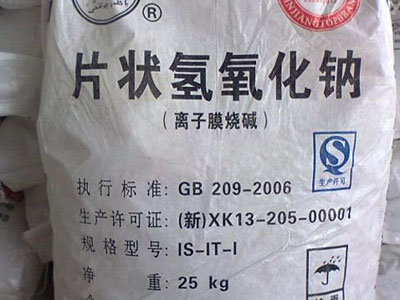 ®
片状氢氧化钠
(离子膜烧碱)
执行标准: GB 209-2006
生产许可证: (新)XK13-205-00001
规格型号: IS-IT-I
净 重: 25 kg
生产许可
INJIANGTOPBRAN